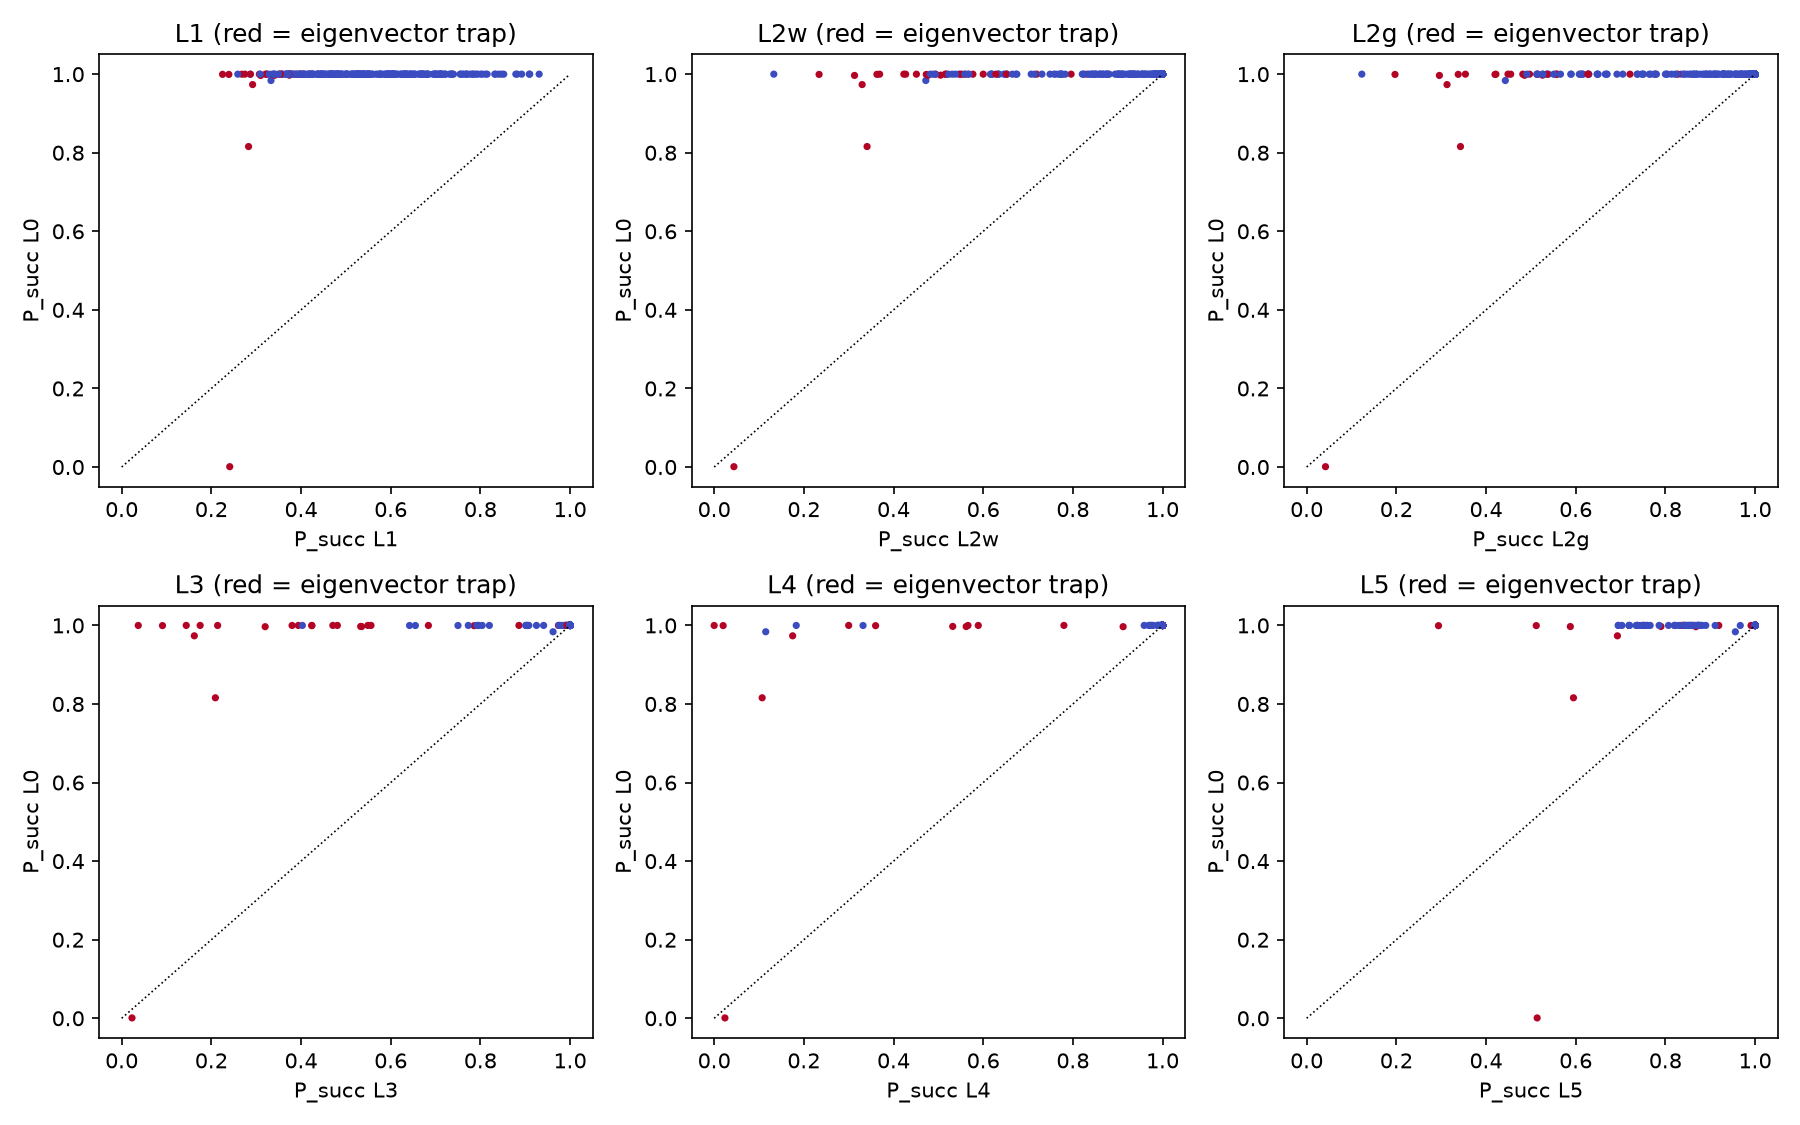 L1 (red = eigenvector trap)
1.0
0.8
0.6
0.4
0.2
0.0
P_succ L0
0.0 0.2 0.4 0.6 0.8 1.0
P_succ L1
L2w (red = eigenvector trap)
1.0
0.8
0.6
0.4
0.2
0.0
P_succ L0
0.0 0.2 0.4 0.6 0.8 1.0
P_succ L2w
L2g (red = eigenvector trap)
1.0
0.8
0.6
0.4
0.2
0.0
P_succ L0
0.0 0.2 0.4 0.6 0.8 1.0
P_succ L2g
L3 (red = eigenvector trap)
1.0
0.8
0.6
0.4
0.2
0.0
P_succ L0
0.0 0.2 0.4 0.6 0.8 1.0
P_succ L3
L4 (red = eigenvector trap)
1.0
0.8
0.6
0.4
0.2
0.0
P_succ L0
0.0 0.2 0.4 0.6 0.8 1.0
P_succ L4
L5 (red = eigenvector trap)
1.0
0.8
0.6
0.4
0.2
0.0
P_succ L0
0.0 0.2 0.4 0.6 0.8 1.0
P_succ L5